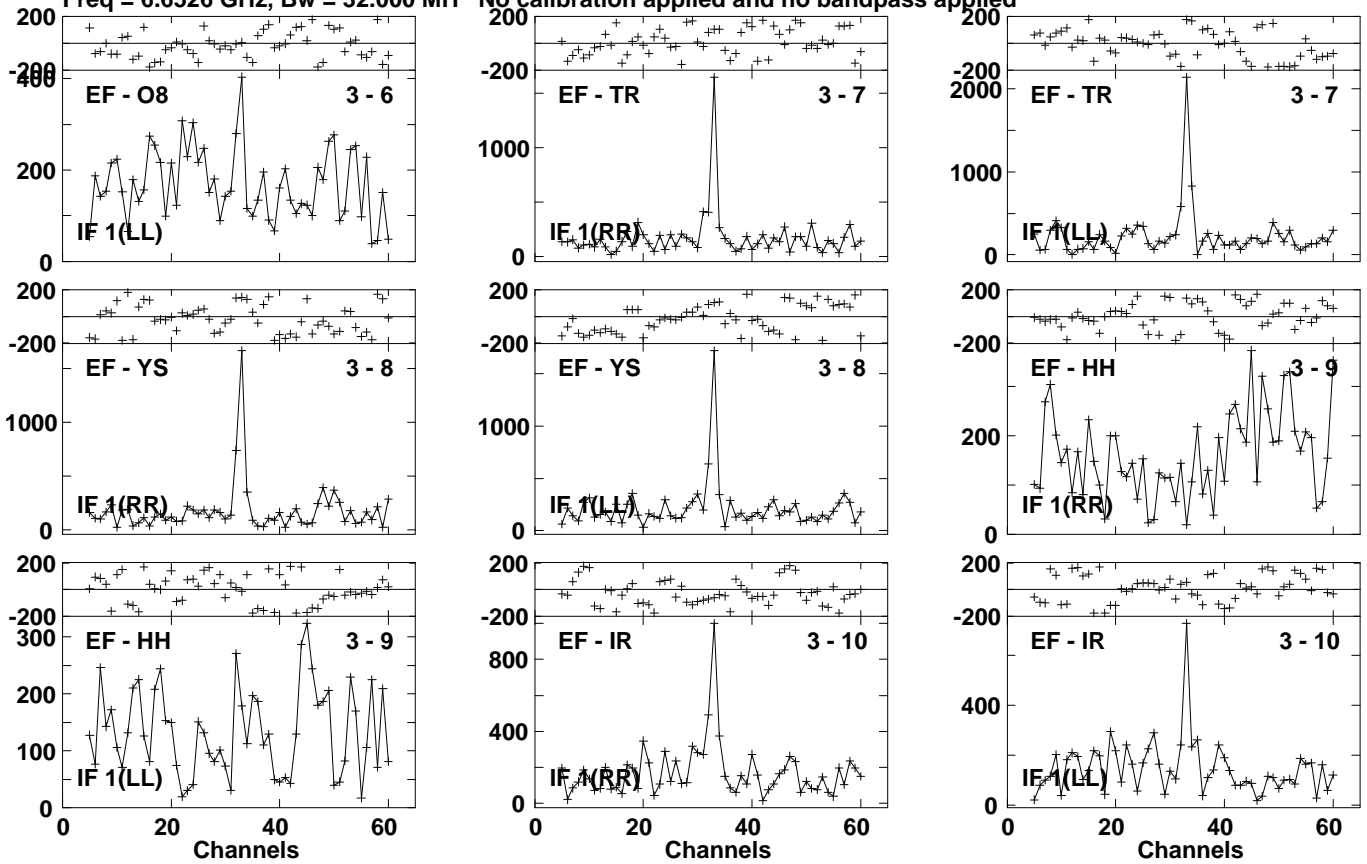 Freq = 6.6526 GHz, Bw = 32.000 MH No calibration applied and no bandpass applied
200
-200
400
200
0
EF - O8 3 - 6
IF 1(LL)
200
-200
1000
0
EF - TR 3 - 7
IF 1(RR)
200
-200
2000
1000
0
EF - TR 3 - 7
IF 1(LL)
200
-200
1000
0
EF - YS 3 - 8
IF 1(RR)
200
-200
1000
0
EF - YS 3 - 8
IF 1(LL)
200
-200
200
0
EF - HH 3 - 9
IF 1(RR)
200
-200
300
200
100
0
EF - HH 3 - 9
IF 1(LL)
0 20 40 60
Channels
200
-200
800
400
0
EF - IR 3 - 10
IF 1(RR)
0 20 40 60
Channels
200
-200
400
0
EF - IR 3 - 10
IF 1(LL)
0 20 40 60
Channels